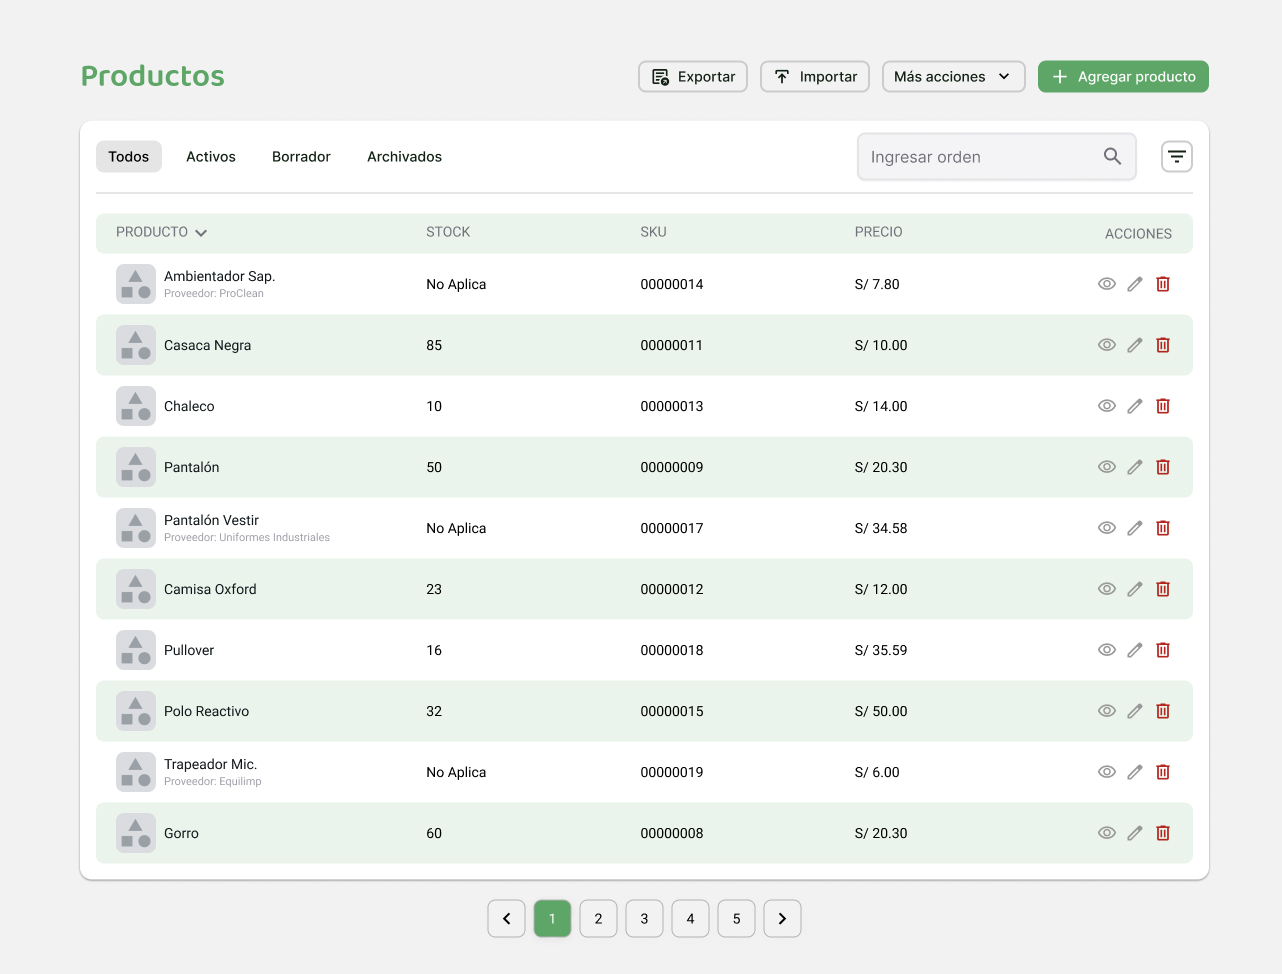 Productos
Exportar
Importar
Más acciones
Agregar producto
Todos
Activos
Borrador
Archivados
Ingresar orden
PRODUCTO
STOCK
SKU
PRECIO
ACCIONES
Ambientador Sap.
Proveedor: ProClean
No Aplica
00000014
S/ 7.80
Casaca Negra
85
00000011
S/ 10.00
Chaleco
10
00000013
S/ 14.00
Pantalón
50
00000009
S/ 20.30
Pantalón Vestir
Proveedor: Uniformes Industriales
No Aplica
00000017
S/ 34.58
Camisa Oxford
23
00000012
S/ 12.00
Pullover
16
00000018
S/ 35.59
Polo Reactivo
32
00000015
S/ 50.00
Trapeador Mic.
Proveedor: Equilimp
No Aplica
00000019
S/ 6.00
Gorro
60
00000008
S/ 20.30
1
2
3
4
5